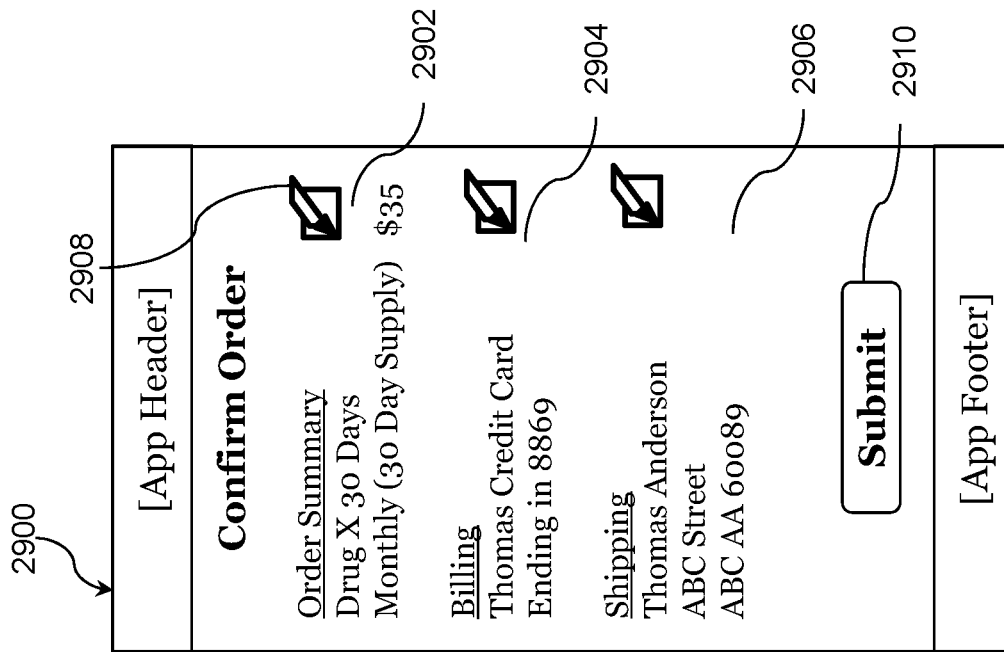 2900
[App Header]
2908
Confirm Order
Order Summary
Drug X 30 Days
Monthly (30 Day Supply) $35
2902
Billing
Thomas Credit Card
Ending in 8869
2904
Shipping
Thomas Anderson
ABC Street
ABC AA 60089
2906
Submit
2910
[App Footer]